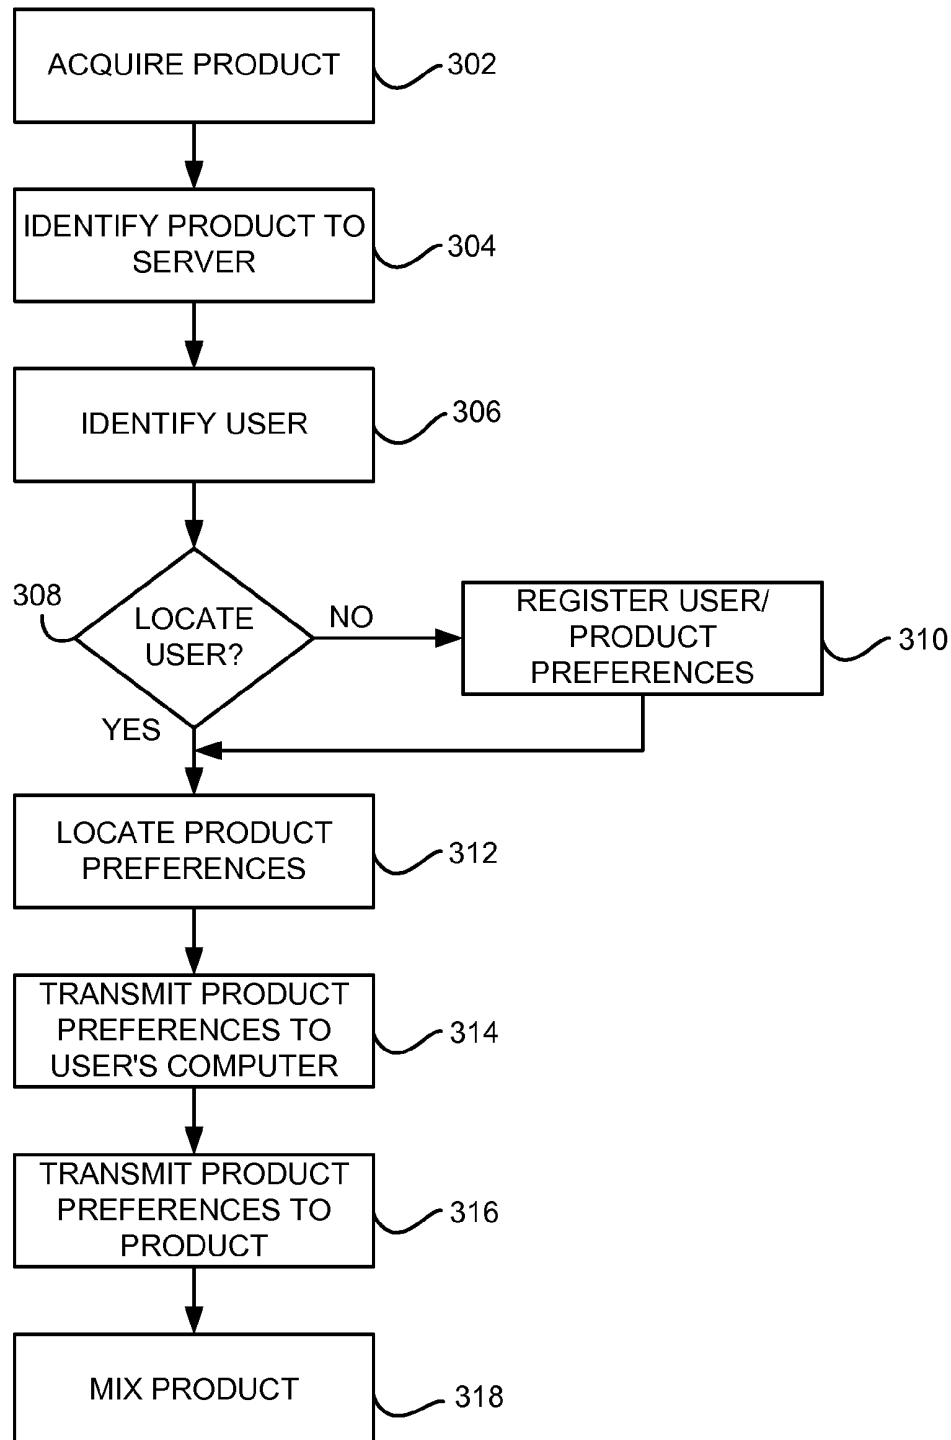 ACQUIRE PRODUCT
302
IDENTIFY PRODUCT TO
SERVER
304
IDENTIFY USER
306
308
LOCATE
USER?
NO
REGISTER USER/
PRODUCT
PREFERENCES
310
YES
LOCATE PRODUCT
PREFERENCES
312
TRANSMIT PRODUCT
PREFERENCES TO
USER'S COMPUTER
314
TRANSMIT PRODUCT
PREFERENCES TO
PRODUCT
316
MIX PRODUCT
318